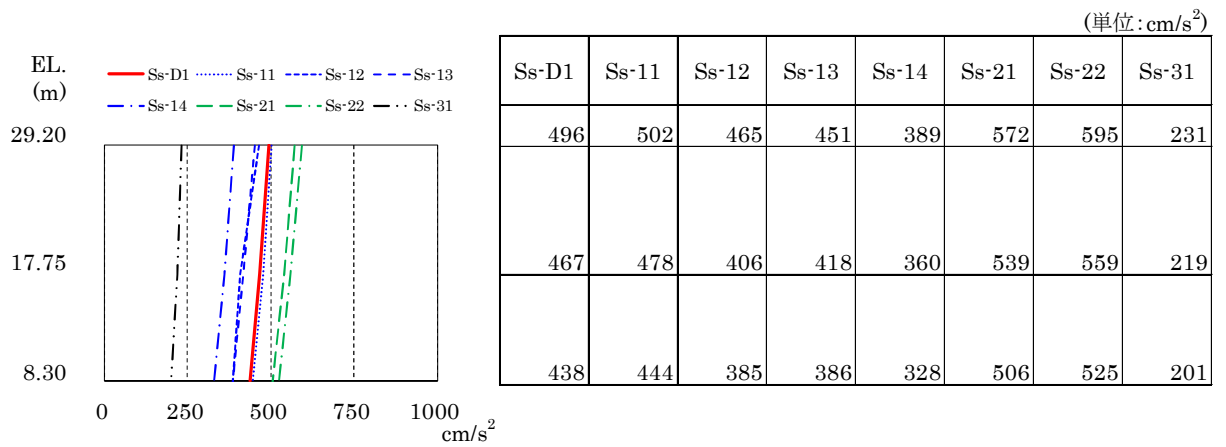 (単位:cm/s²)
EL.
(m)
Ss-D1 Ss-11 Ss-12 Ss-13
Ss-14 Ss-21 Ss-22 Ss-31
29.20
17.75
8.30
0 250 500 750 1000
cm/s²
Ss-D1 Ss-11 Ss-12 Ss-13 Ss-14 Ss-21 Ss-22 Ss-31
496 502 465 451 389 572 595 231
467 478 406 418 360 539 559 219
438 444 385 386 328 506 525 201